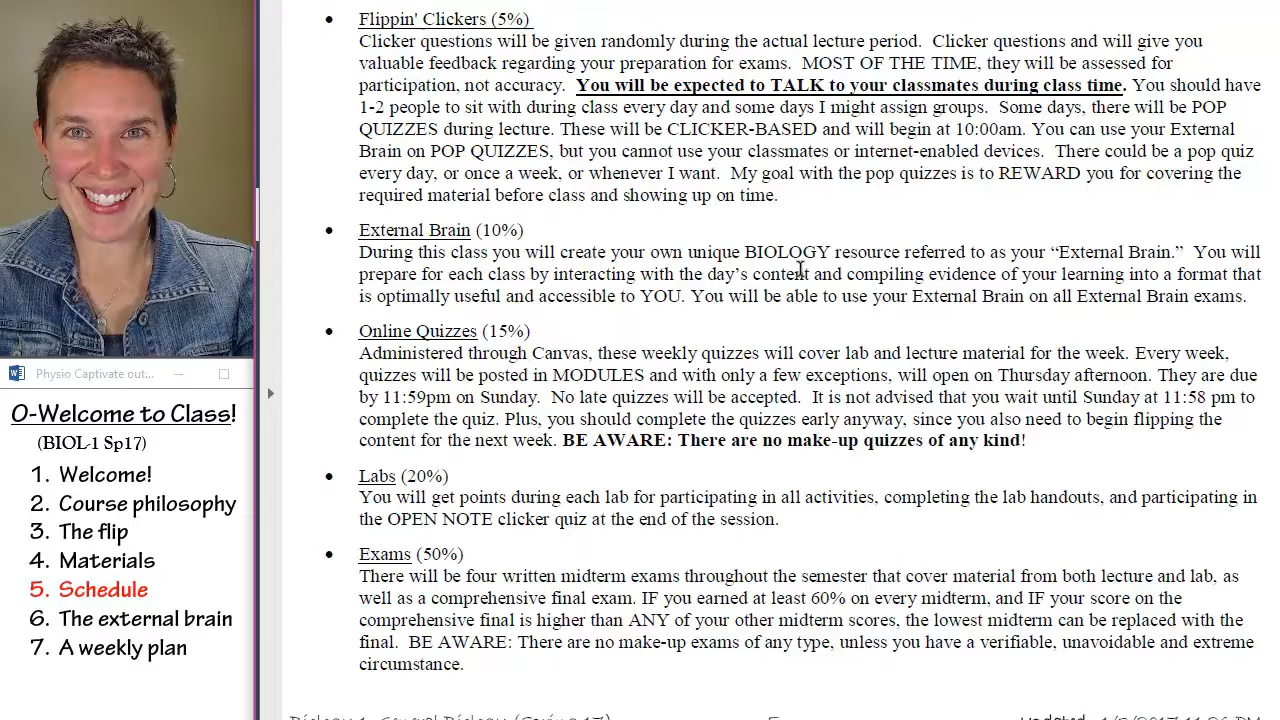 Flippin' Clickers (5%)
Clicker questions will be given randomly during the actual lecture period.  Clicker questions and will give you
valuable feedback regarding your preparation for exams.  MOST OF THE TIME, they will be assessed for
participation, not accuracy.  You will be expected to TALK to your classmates during class time. You should have
1-2 people to sit with during class every day and some days I might assign groups.  Some days, there will be POP
QUIZZES during lecture. These will be CLICKER-BASED and will begin at 10:00am. You can use your External
Brain on POP QUIZZES, but you cannot use your classmates or internet-enabled devices.  There could be a pop quiz
every day, or once a week, or whenever I want.  My goal with the pop quizzes is to REWARD you for covering the
required material before class and showing up on time.
External Brain (10%)
During this class you will create your own unique BIOLOGY resource referred to as your “External Brain.”  You will
prepare for each class by interacting with the day’s content and compiling evidence of your learning into a format that
is optimally useful and accessible to YOU. You will be able to use your External Brain on all External Brain exams.
Online Quizzes (15%)
Administered through Canvas, these weekly quizzes will cover lab and lecture material for the week. Every week,
quizzes will be posted in MODULES and with only a few exceptions, will open on Thursday afternoon. They are due
by 11:59pm on Sunday.  No late quizzes will be accepted.  It is not advised that you wait until Sunday at 11:58 pm to
complete the quiz. Plus, you should complete the quizzes early anyway, since you also need to begin flipping the
content for the next week. BE AWARE: There are no make-up quizzes of any kind!
Labs (20%)
You will get points during each lab for participating in all activities, completing the lab handouts, and participating in
the OPEN NOTE clicker quiz at the end of the session.
Exams (50%)
There will be four written midterm exams throughout the semester that cover material from both lecture and lab, as
well as a comprehensive final exam. IF you earned at least 60% on every midterm, and IF your score on the
comprehensive final is higher than ANY of your other midterm scores, the lowest midterm can be replaced with the
final.  BE AWARE: There are no make-up exams of any type, unless you have a verifiable, unavoidable and extreme
circumstance.
Physio Captivate out...
0-Welcome to Class!
(BIOL-1 Sp17)
1. Welcome!
2. Course philosophy
3. The flip
4. Materials
5. Schedule
6. The external brain
7. A weekly plan